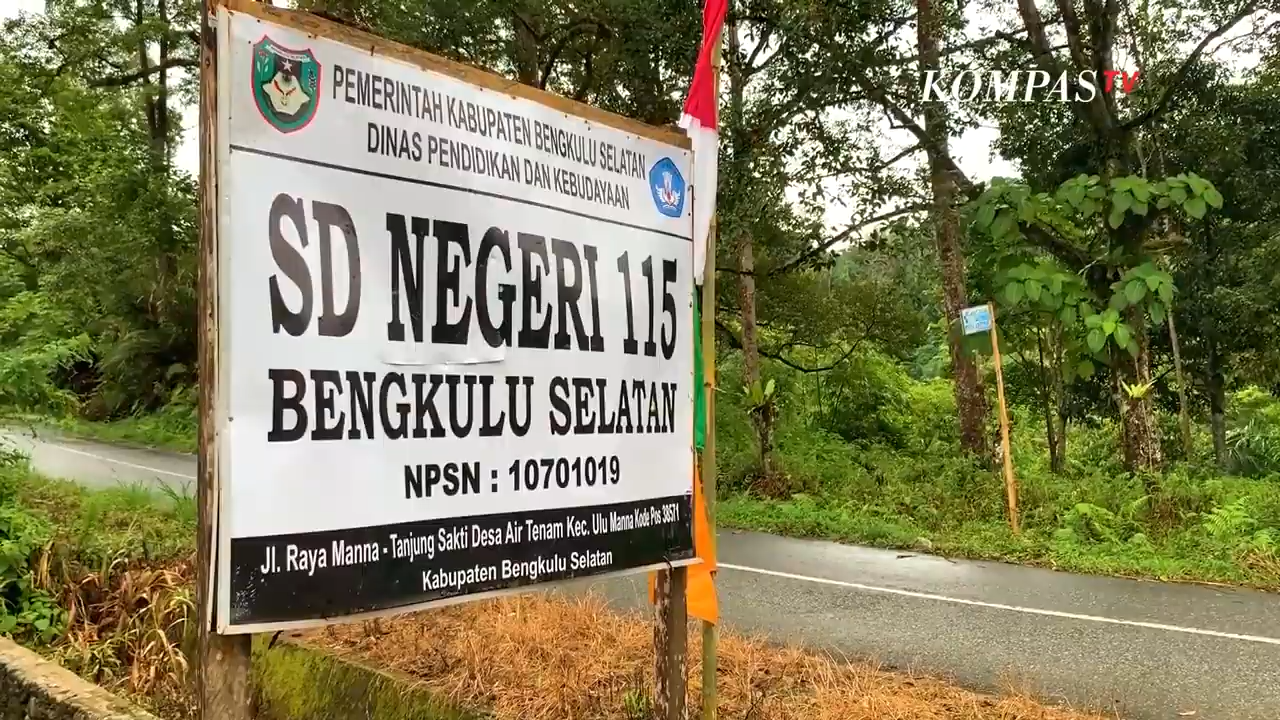 KOMPASTV
PEMERINTAH KABUPATEN BENGKULU SELATAN
DINAS PENDIDIKAN DAN KEBUDAYAAN
SD NEGERI 115
BENGKULU SELATAN
NPSN : 10701019
Jl. Raya Manna - Tanjung Sakti Desa Air Tenam Kec. Ulu Manna Kode Pos 38571
Kabupaten Bengkulu Selatan